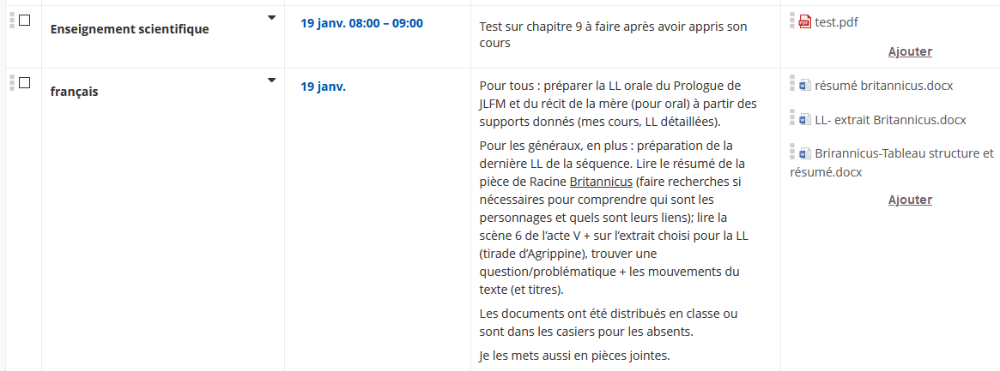 Enseignement scientifique
19 janv. 08:00 – 09:00
Test sur chapitre 9 à faire après avoir appris son
cours
test.pdf
Ajouter
français
19 janv.
Pour tous : préparer la LL orale du Prologue de
JLFM et du récit de la mère (pour oral) à partir des
supports donnés (mes cours, LL détaillées).
Pour les généraux, en plus : préparation de la
dernière LL de la séquence. Lire le résumé de la
pièce de Racine Britannicus (faire recherches si
nécessaires pour comprendre qui sont les
personnages et quels sont leurs liens); lire la
scène 6 de l’acte V + sur l’extrait choisi pour la LL
(tirade d’Agrippine), trouver une
question/problématique + les mouvements du
texte (et titres).
Les documents ont été distribués en classe ou
sont dans les casiers pour les absents.
Je les mets aussi en pièces jointes.
résumé britannicus.docx
LL- extrait Britannicus.docx
Brirannicus-Tableau structure et
résumé.docx
Ajouter